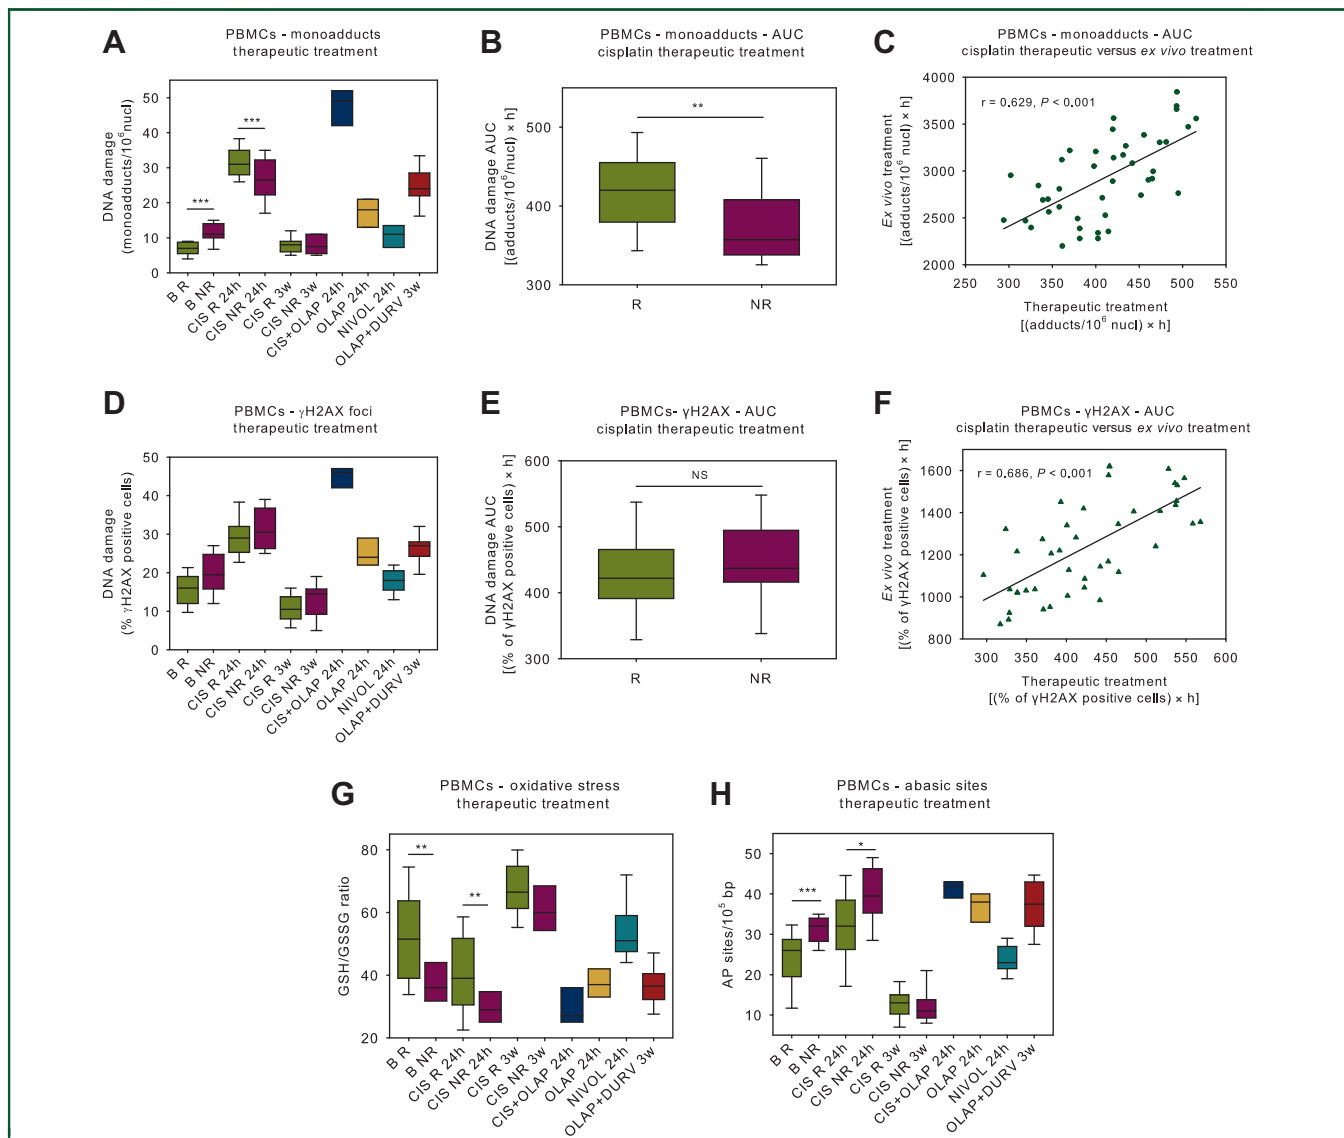 A
PBMCs - monoadducts
therapeutic treatment
DNA damage
(monoadducts/10⁶nucl)
50
40
30
20
10
0
***
***
B R
B NR
CIS R 24h
CIS NR 24h
CIS R 3w
CIS NR 3w
CIS+OLAP 24h
OLAP 24h
NIVOL 24h
OLAP+DURV 3w
B
PBMCs - monoadducts - AUC
cisplatin therapeutic treatment
DNA damage AUC
[(adducts/10⁶/nucl) × h]
500
400
300
**
R
NR
C
PBMCs - monoadducts - AUC
cisplatin therapeutic versus ex vivo treatment
Ex vivo treatment
[(adducts/10⁶ nucl) × h]
4000
3600
3200
2800
2400
2000
r = 0.629, P < 0.001
250
300
350
400
450
500
550
Therapeutic treatment
[(adducts/10⁶ nucl) × h]
D
PBMCs - γH2AX foci
therapeutic treatment
DNA damage
(% γH2AX positive cells)
50
40
30
20
10
0
B R
B NR
CIS R 24h
CIS NR 24h
CIS R 3w
CIS NR 3w
CIS+OLAP 24h
OLAP 24h
NIVOL 24h
OLAP+DURV 3w
E
PBMCs- γH2AX - AUC
cisplatin therapeutic treatment
DNA damage AUC
[(% of γH2AX positive cells) × h]
600
500
400
300
NS
R
NR
F
PBMCs - γH2AX - AUC
cisplatin therapeutic versus ex vivo treatment
Ex vivo treatment
[(% of γH2AX positive cells) × h]
1600
1400
1200
1000
800
r = 0.686, P < 0.001
300
350
400
450
500
550
600
Therapeutic treatment
[(% of γH2AX positive cells) × h]
G
PBMCs - oxidative stress
therapeutic treatment
GSH/GSSG ratio
80
60
40
20
**
**
B R
B NR
CIS R 24h
CIS NR 24h
CIS R 3w
CIS NR 3w
CIS+OLAP 24h
OLAP 24h
NIVOL 24h
OLAP+DURV 3w
H
PBMCs - abasic sites
therapeutic treatment
AP sites/10⁵ bp
50
40
30
20
10
***
*
B R
B NR
CIS R 24h
CIS NR 24h
CIS R 3w
CIS NR 3w
CIS+OLAP 24h
OLAP 24h
NIVOL 24h
OLAP+DURV 3w